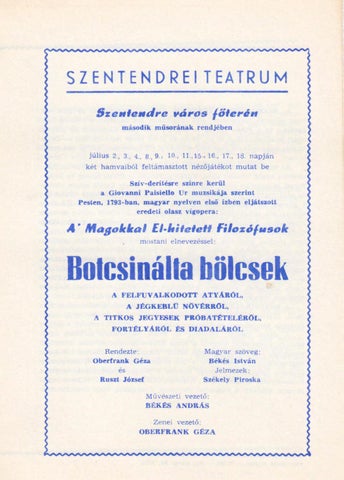 SZENTENDREI TEATRUM
Szentendre város főterén
második műsorának rendjében
július 2., 3., 4., 8., 9., 10., 11., 15., 16., 17., 18. napján
két hamvaiból feltámasztott nézőjátékot mutat be
Szív-derítésre színre kerül
a Giovanni Paisiello Ur muzsikája szerint
Pesten, 1793-ban, magyar nyelven első ízben eljátszott
eredeti olasz vígopera:
A' Magokkal El-hitetett Filozófusok
mostani elnevezéssel:
Botcsinálta bölcsek
A FELFUVALKODOTT ATYÁRÓL,
A JÉGKEBLŰ NÖVÉRRŐL,
A TITKOS JEGYESEK PRÓBATÉTELÉRŐL,
FORTÉLYÁRÓL ÉS DIADALÁRÓL
Rendezte:
Oberfrank Géza
és
Ruszt József
Magyar szöveg:
Békés István
Jelmezek:
Székely Piroska
Művészeti vezető:
BÉKÉS ANDRÁS
Zenei vezető:
OBERFRANK GÉZA